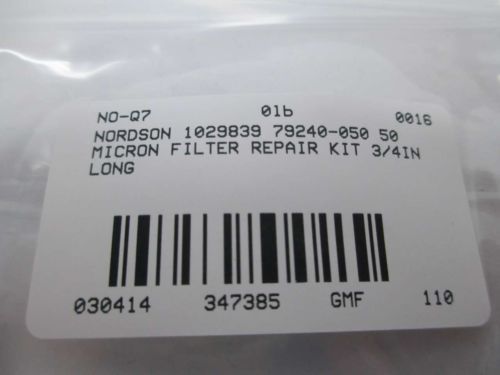 NO-Q7 01b 0016
NORDSON 1029839 79240-050 50
MICRON FILTER REPAIR KIT 3/4IN
LONG
030414 347385 GMF 110